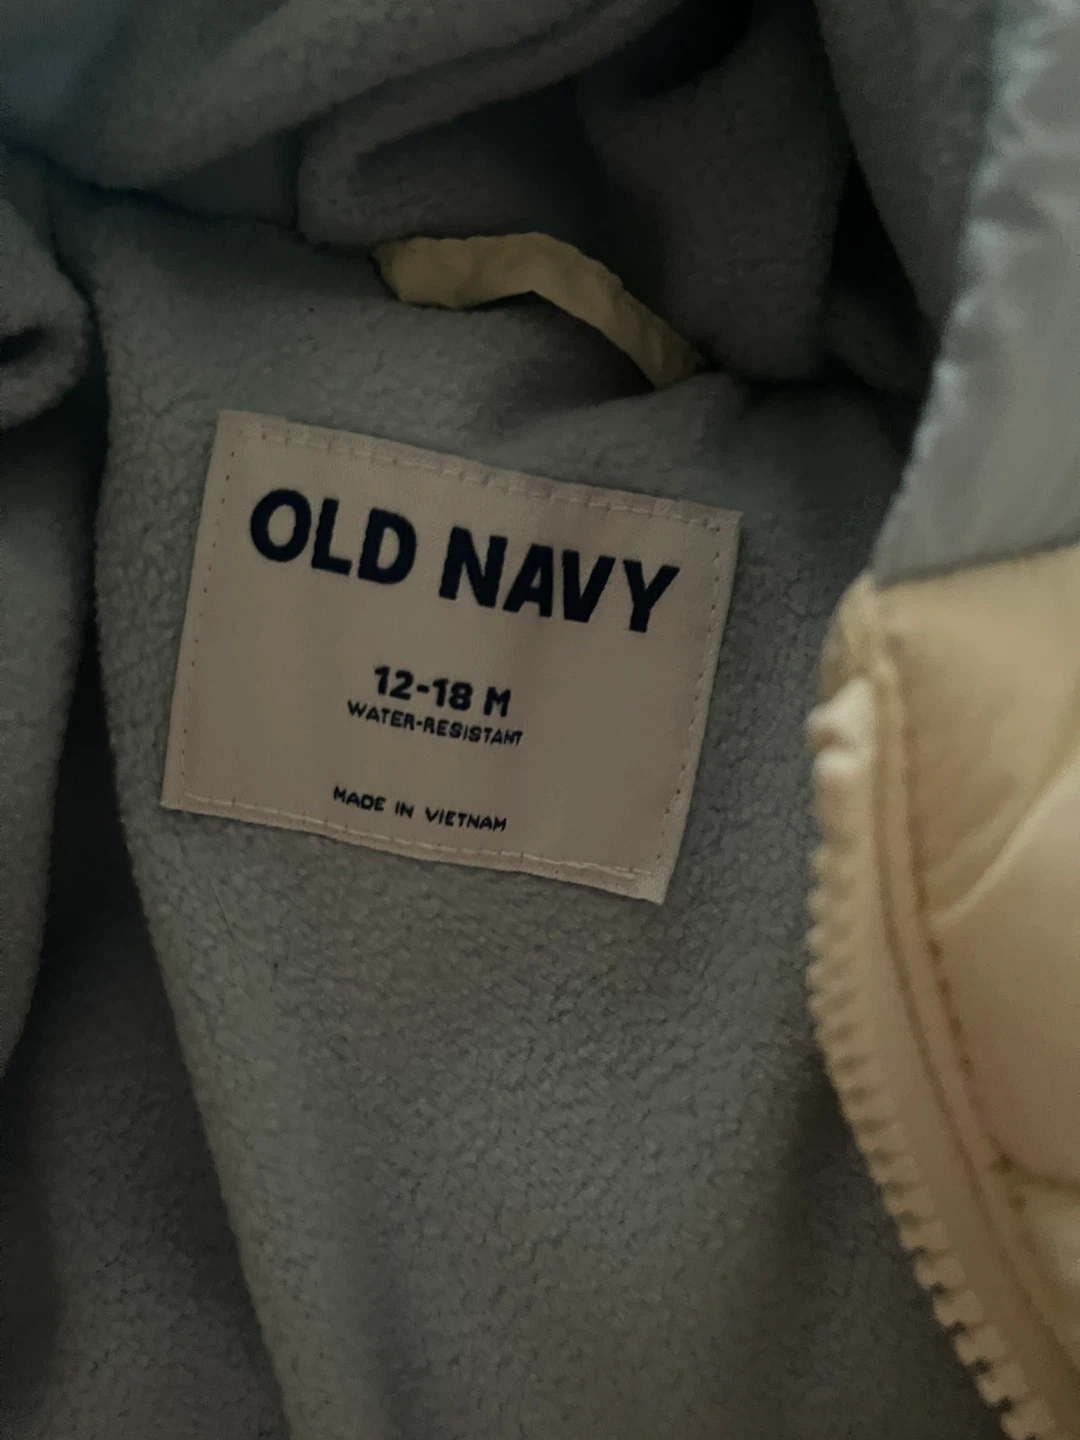 OLD NAVY
12-18 M
WATER-RESISTANT
MADE IN VIETNAM